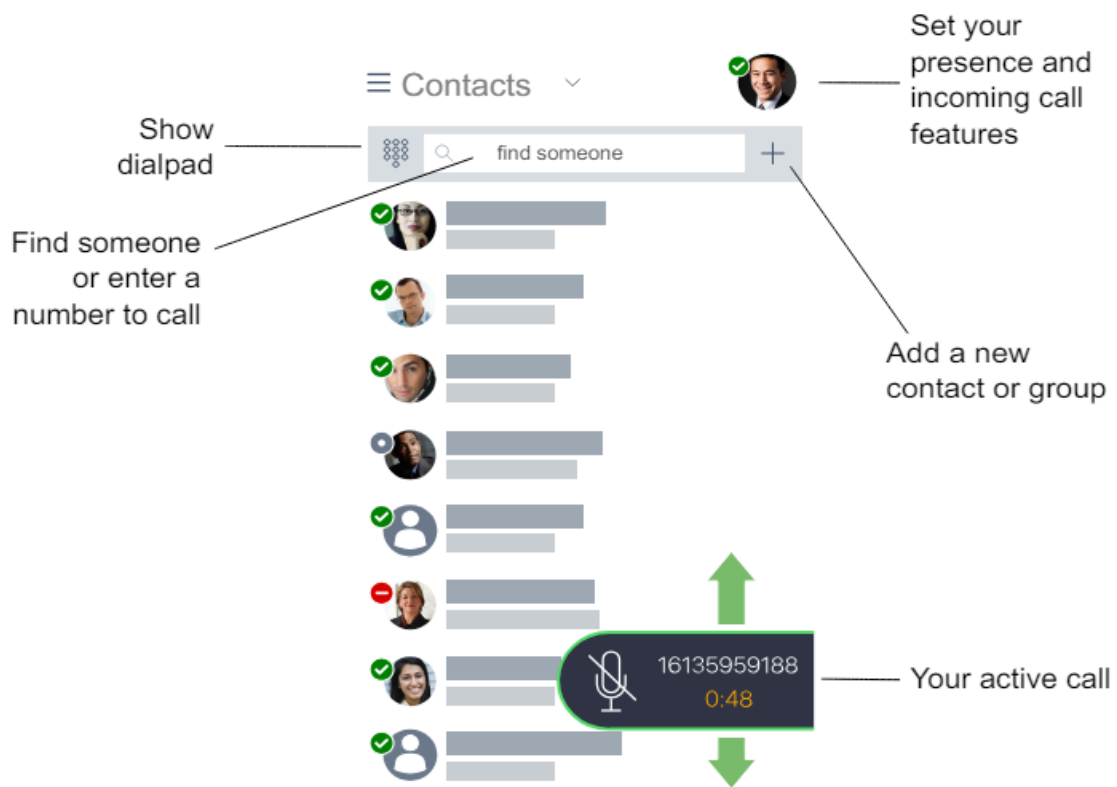 Set your
presence and
incoming call
features
Contacts
Show
dialpad
find someone
Find someone
or enter a
number to call
Add a new
contact or group
16135959188
0:48
Your active call